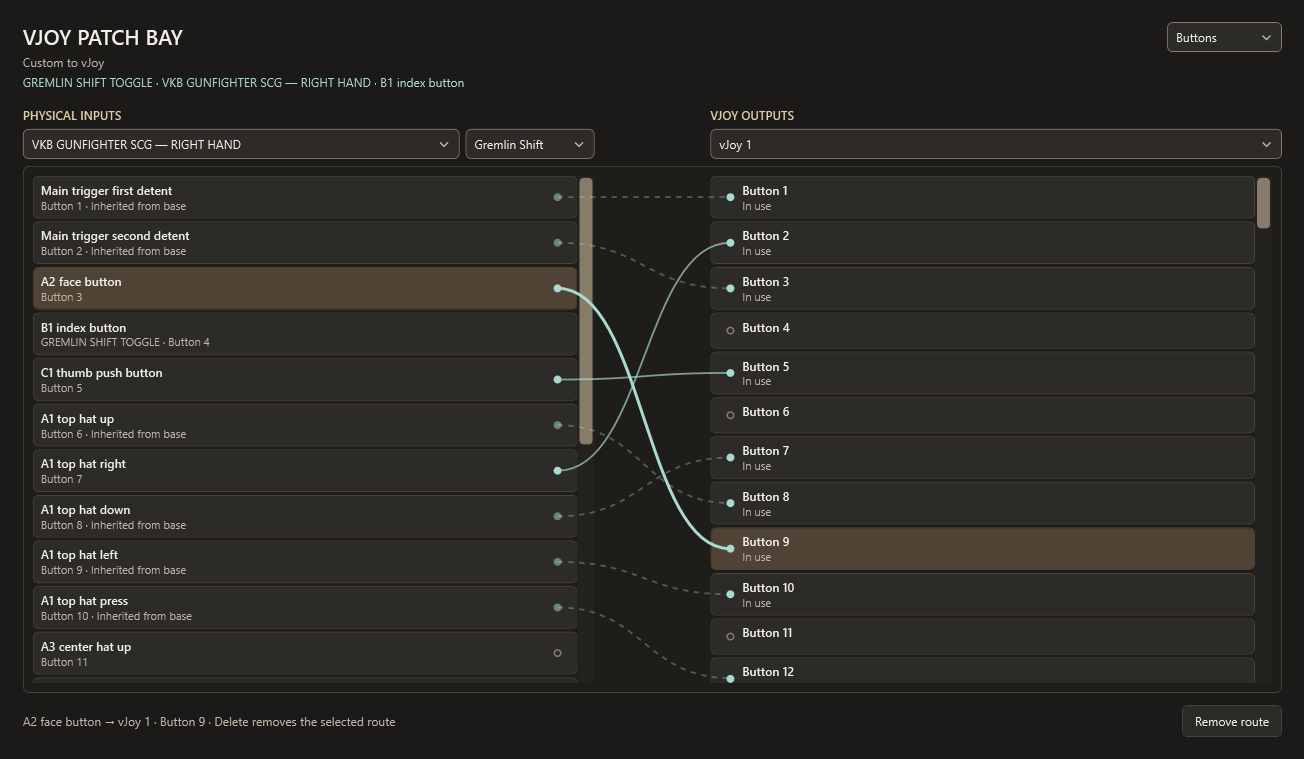 VJOY PATCH BAY
Buttons
Custom to vJoy
GREMLIN SHIFT TOGGLE · VKB GUNFIGHTER SCG — RIGHT HAND · B1 index button
PHYSICAL INPUTS
VKB GUNFIGHTER SCG — RIGHT HAND
Gremlin Shift
Main trigger first detent
Button 1 · Inherited from base
Main trigger second detent
Button 2 · Inherited from base
A2 face button
Button 3
B1 index button
GREMLIN SHIFT TOGGLE · Button 4
C1 thumb push button
Button 5
A1 top hat up
Button 6 · Inherited from base
A1 top hat right
Button 7
A1 top hat down
Button 8 · Inherited from base
A1 top hat left
Button 9 · Inherited from base
A1 top hat press
Button 10 · Inherited from base
A3 center hat up
Button 11
VJOY OUTPUTS
vJoy 1
Button 1
In use
Button 2
In use
Button 3
In use
Button 4
Button 5
In use
Button 6
Button 7
In use
Button 8
In use
Button 9
In use
Button 10
In use
Button 11
Button 12
A2 face button → vJoy 1 · Button 9 · Delete removes the selected route
Remove route